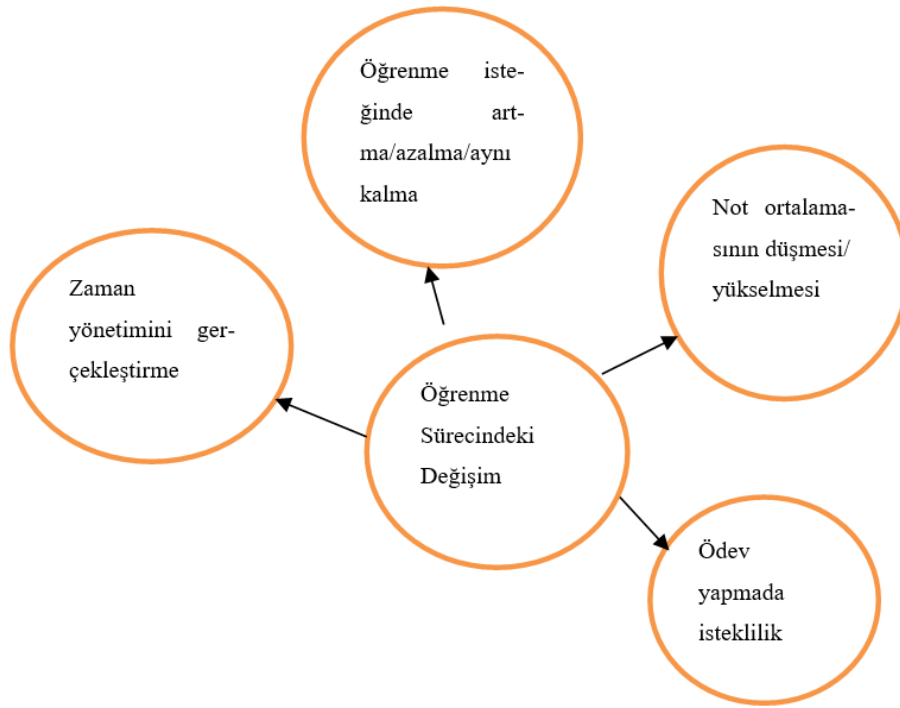 Öğrenme iste-
ğinde art-
ma/azalma/aynı
kalma
Not ortalama-
sının düşmesi/
yükselmesi
Zaman
yönetimini ger-
çekleştirme
Öğrenme
Sürecindeki
Değişim
Ödev
yapmada
isteklilik